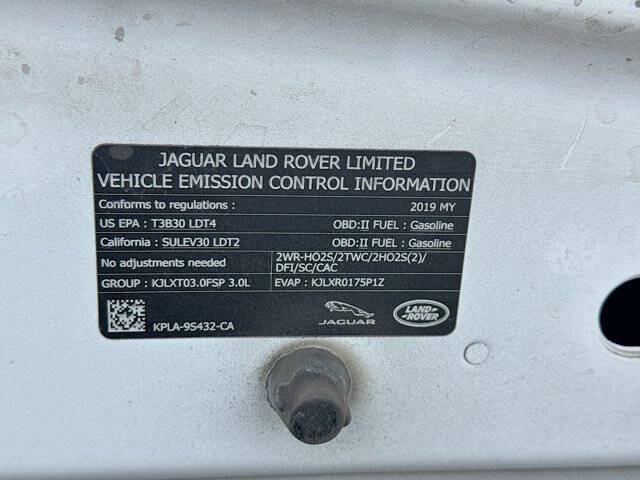 JAGUAR LAND ROVER LIMITED
VEHICLE EMISSION CONTROL INFORMATION
Conforms to regulations : 2019 MY
US EPA : T3B30 LDT4 OBD:II FUEL : Gasoline
California : SULEV30 LDT2 OBD:II FUEL : Gasoline
No adjustments needed 2WR-HO2S/2TWC/2HO2S(2)/
DFI/SC/CAC
GROUP : KJLXT03.0FSP 3.0L EVAP : KJLXR0175P1Z
KPLA-9S432-CA
JAGUAR
LAND
ROVER